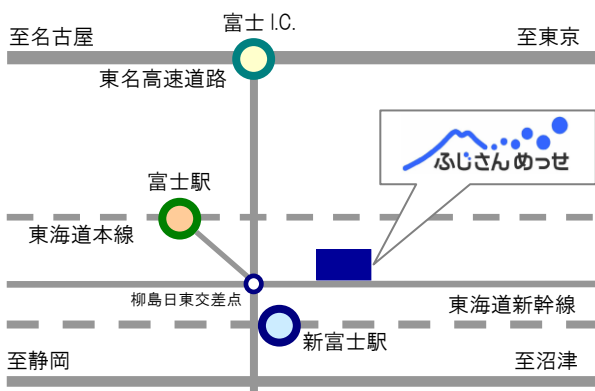 富士 I.C.
至名古屋
至東京
東名高速道路
ふじさんめっせ
富士駅
東海道本線
柳島日東交差点
東海道新幹線
新富士駅
至静岡
至沼津